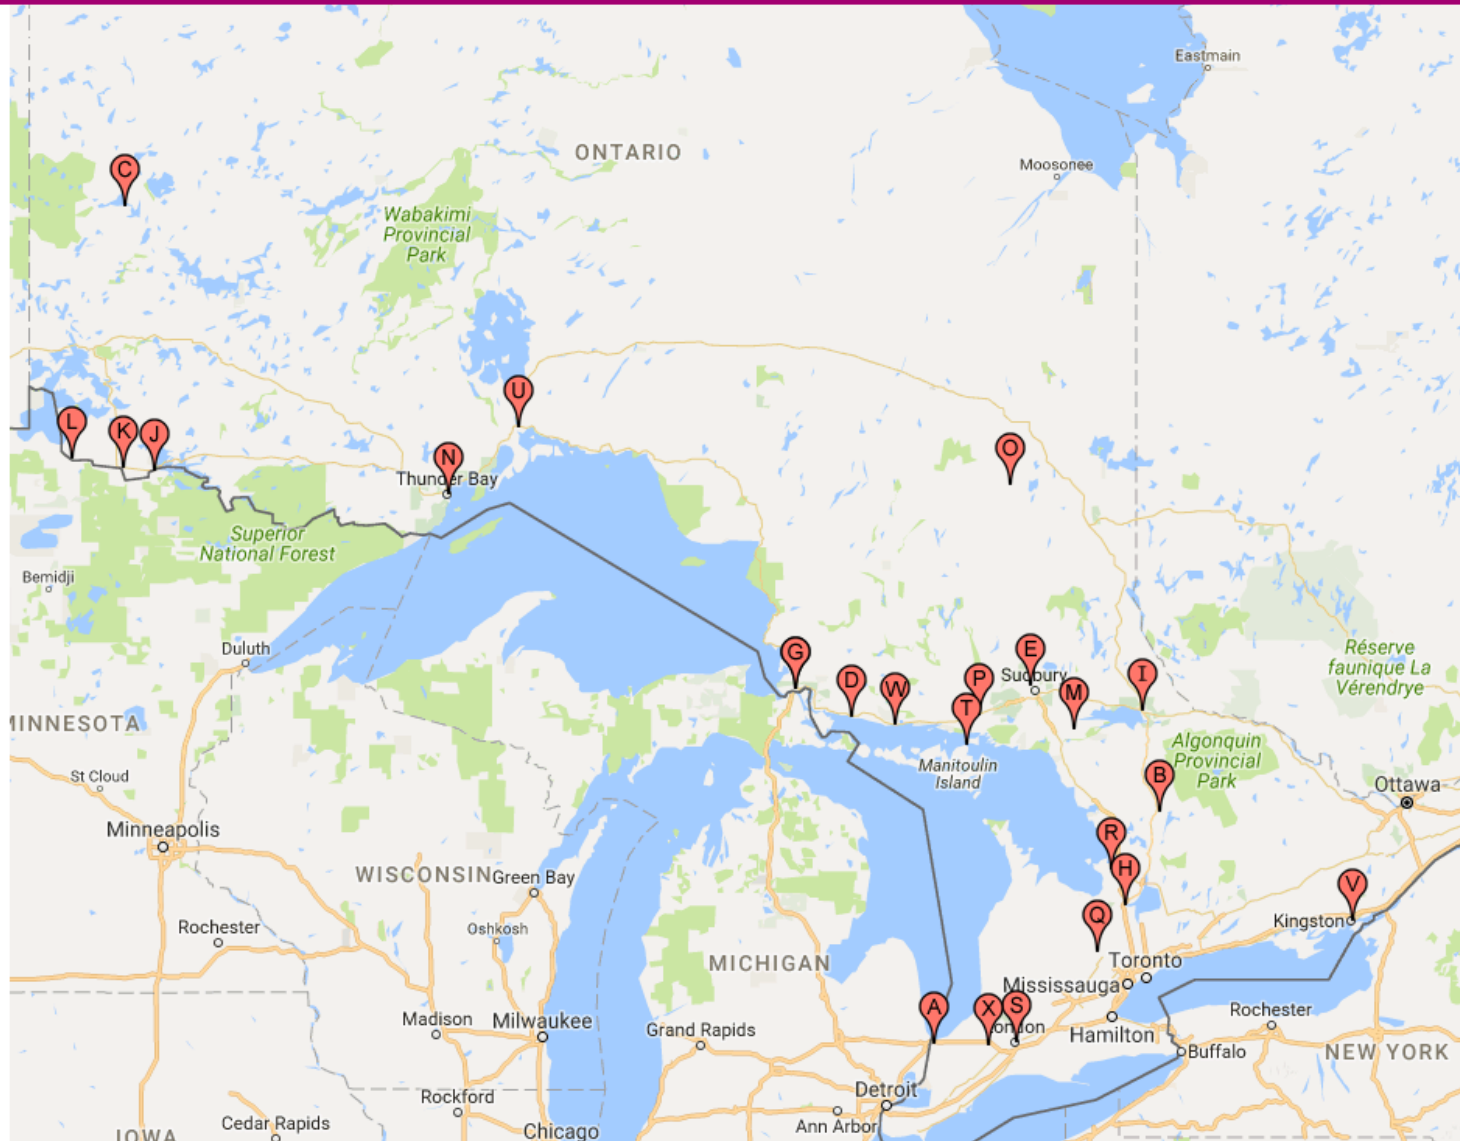 Eastmain
ONTARIO
Moosonee
C
Wabakimi
Provincial
Park
U
L
K
J
N
Thunder Bay
O
Superior
National Forest
Bemidji
Duluth
G
D
W
P
T
E
Sudbury
M
I
Réserve
faunique La
Vérendrye
MINNESOTA
Manitoulin
Island
Algonquin
Provincial
Park
B
St Cloud
Ottawa
Minneapolis
R
H
WISCONSIN
Green Bay
V
Kingston
Rochester
Oshkosh
Q
MICHIGAN
Toronto
Mississauga
A
X
S
London
Madison
Milwaukee
Grand Rapids
Hamilton
Rochester
Buffalo
NEW YORK
Detroit
Rockford
Ann Arbor
Cedar Rapids
Chicago
IOWA